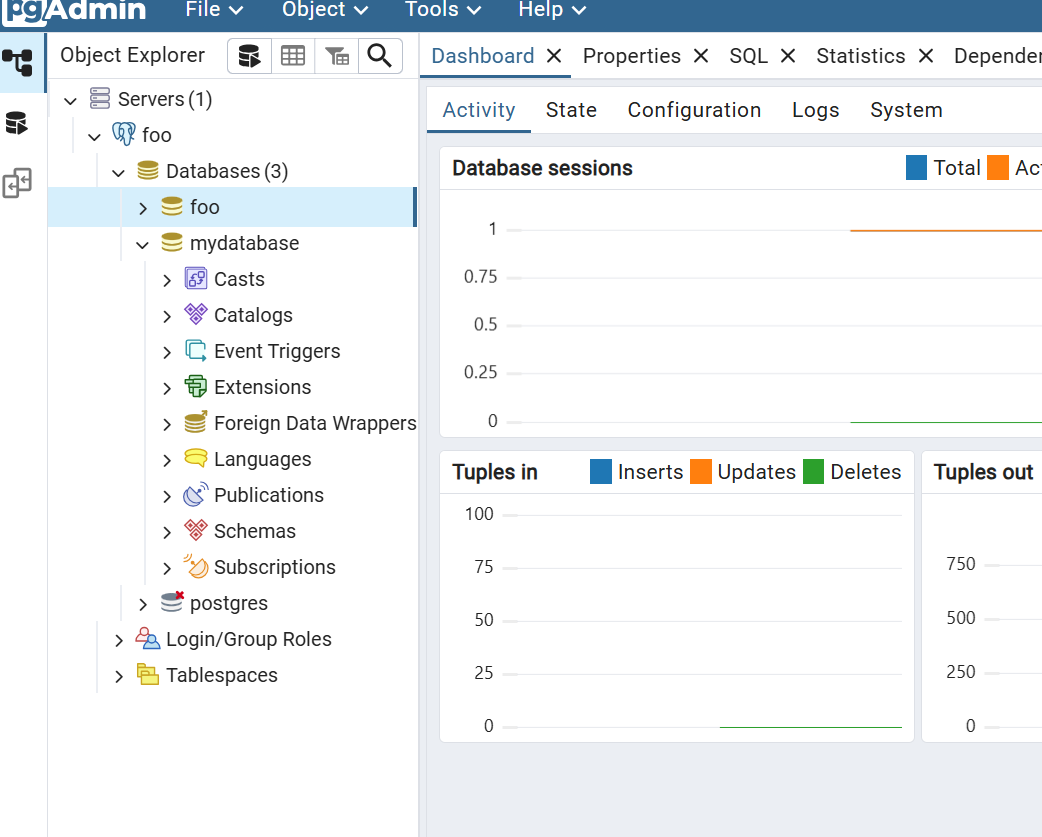 pgAdmin File Object Tools Help
Object Explorer
Dashboard Properties SQL Statistics Depender
Servers (1)
foo
Databases (3)
foo
mydatabase
Casts
Catalogs
Event Triggers
Extensions
Foreign Data Wrappers
Languages
Publications
Schemas
Subscriptions
postgres
Login/Group Roles
Tablespaces
Activity State Configuration Logs System
Database sessions Total Act
1
0.75
0.5
0.25
0
Tuples in Inserts Updates Deletes
100
75
50
25
0
Tuples out
750
500
250
0